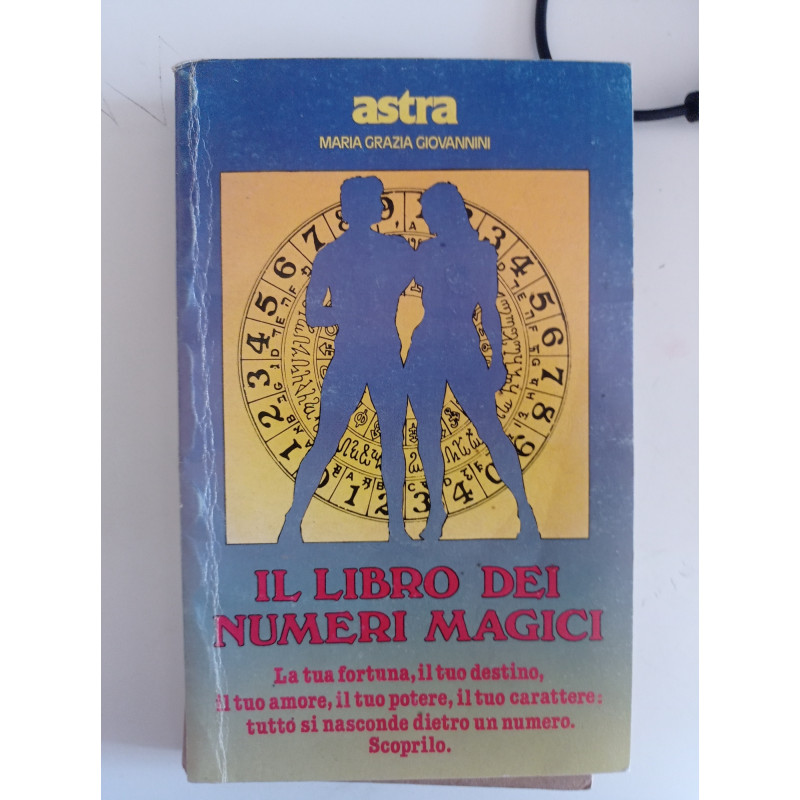 astra
MARIA GRAZIA GIOVANNINI
IL LIBRO DEI
NUMERI MAGICI
La tua fortuna, il tuo destino,
il tuo amore, il tuo potere, il tuo carattere:
tutto si nasconde dietro un numero.
Scoprilo.